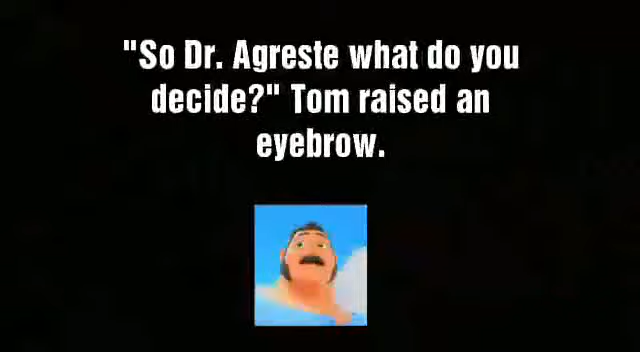 "So Dr. Agreste what do you
decide?" Tom raised an
eyebrow.